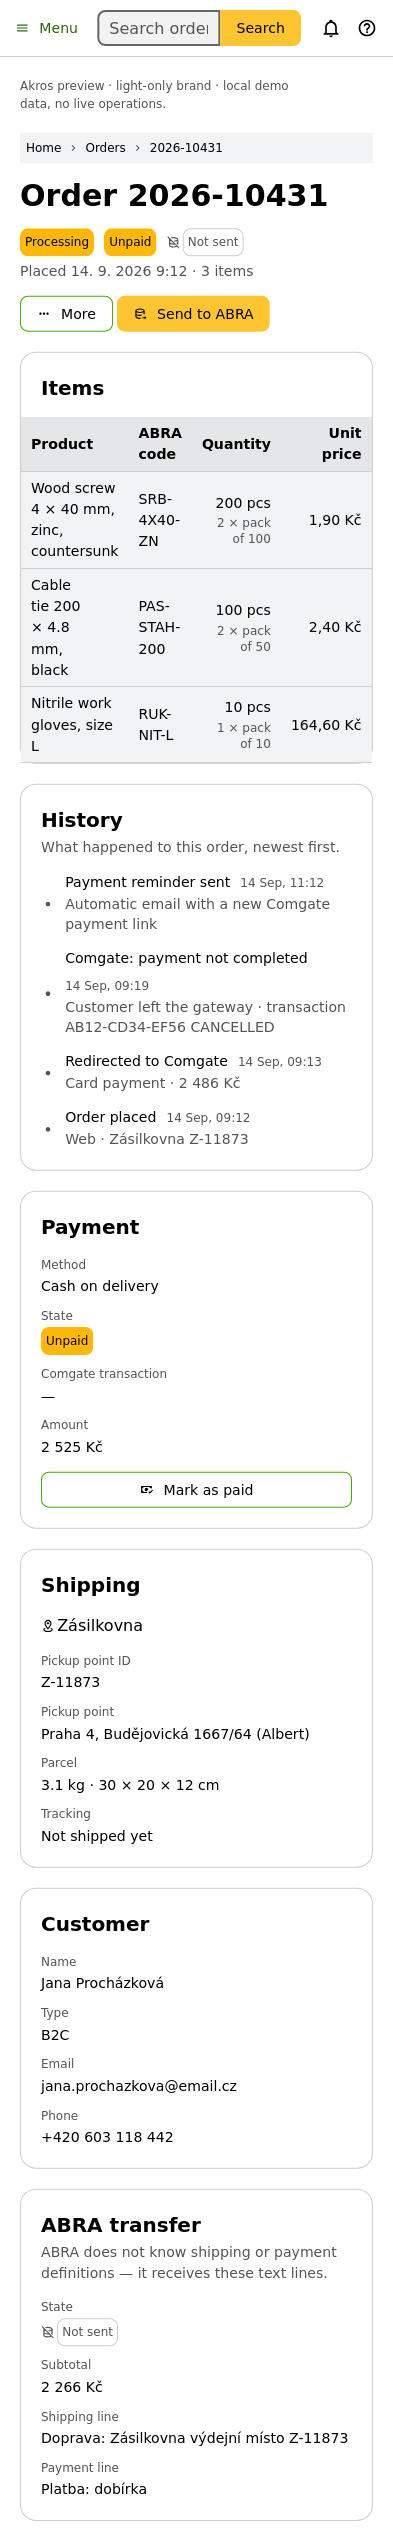 Menu
Search order
Search
Akros preview · light-only brand · local demo
data, no live operations.
Home › Orders › 2026-10431
Order 2026-10431
Processing Unpaid Not sent
Placed 14. 9. 2026 9:12 · 3 items
More
Send to ABRA
Items
Product
ABRA
code
Quantity
Unit
price
Wood screw
4 × 40 mm,
zinc,
countersunk
SRB-
4X40-
ZN
200 pcs
2 × pack
of 100
1,90 Kč
Cable
tie 200
× 4.8
mm,
black
PAS-
STAH-
200
100 pcs
2 × pack
of 50
2,40 Kč
Nitrile work
gloves, size
L
RUK-
NIT-L
10 pcs
1 × pack
of 10
164,60 Kč
History
What happened to this order, newest first.
Payment reminder sent 14 Sep, 11:12
Automatic email with a new Comgate
payment link
Comgate: payment not completed
14 Sep, 09:19
Customer left the gateway · transaction
AB12-CD34-EF56 CANCELLED
Redirected to Comgate 14 Sep, 09:13
Card payment · 2 486 Kč
Order placed 14 Sep, 09:12
Web · Zásilkovna Z-11873
Payment
Method
Cash on delivery
State
Unpaid
Comgate transaction
—
Amount
2 525 Kč
Mark as paid
Shipping
Zásilkovna
Pickup point ID
Z-11873
Pickup point
Praha 4, Budějovická 1667/64 (Albert)
Parcel
3.1 kg · 30 × 20 × 12 cm
Tracking
Not shipped yet
Customer
Name
Jana Procházková
Type
B2C
Email
jana.prochazkova@email.cz
Phone
+420 603 118 442
ABRA transfer
ABRA does not know shipping or payment
definitions — it receives these text lines.
State
Not sent
Subtotal
2 266 Kč
Shipping line
Doprava: Zásilkovna výdejní místo Z-11873
Payment line
Platba: dobírka